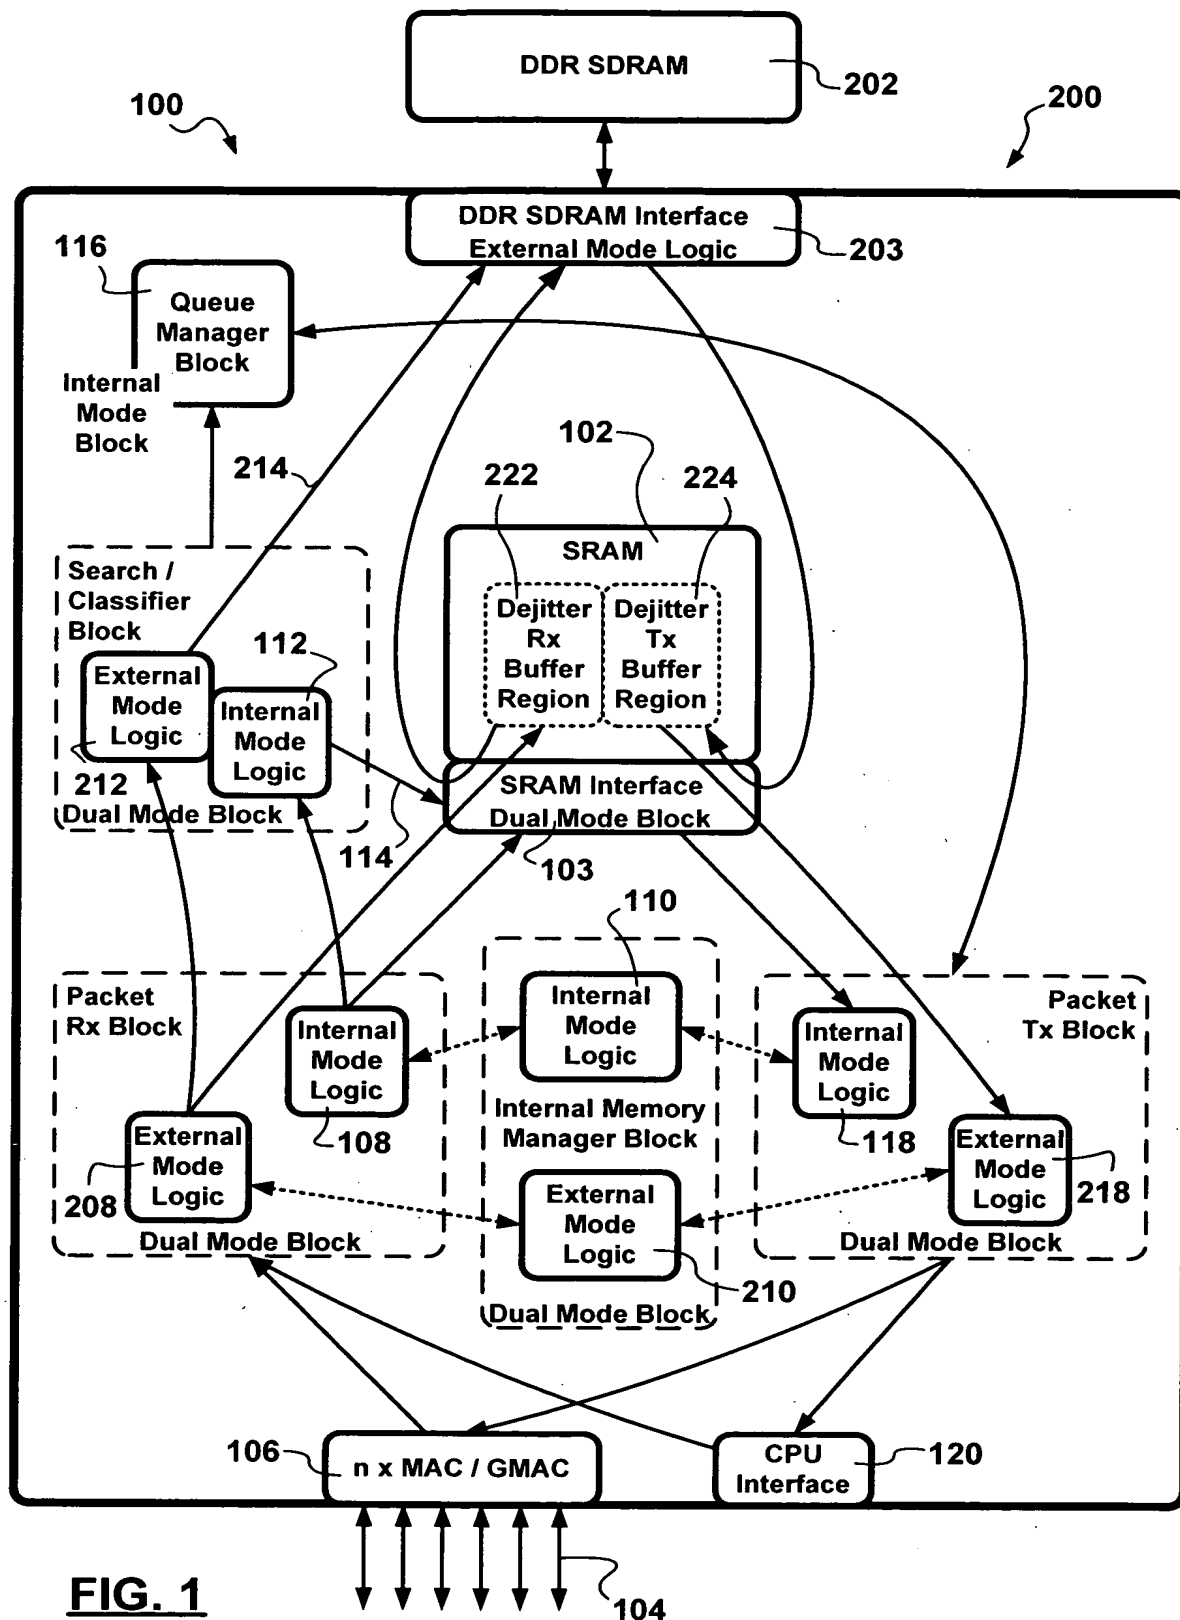 DDR SDRAM
202
100
200
DDR SDRAM Interface
External Mode Logic
203
116
Queue
Manager
Block
Internal
Mode
Block
214
102
222
224
SRAM
Dejitter
Rx
Buffer
Region
Dejitter
Tx
Buffer
Region
Search /
Classifier
Block
112
External
Mode
Logic
Internal
Mode
Logic
212
Dual Mode Block
SRAM Interface
Dual Mode Block
114
103
110
Packet
Rx Block
Internal
Mode
Logic
108
External
Mode
Logic
208
Dual Mode Block
Internal
Mode
Logic
Internal Memory
Manager Block
External
Mode
Logic
210
Dual Mode Block
Packet
Tx Block
Internal
Mode
Logic
118
External
Mode
Logic
218
Dual Mode Block
106
n x MAC / GMAC
CPU
Interface
120
104
FIG. 1